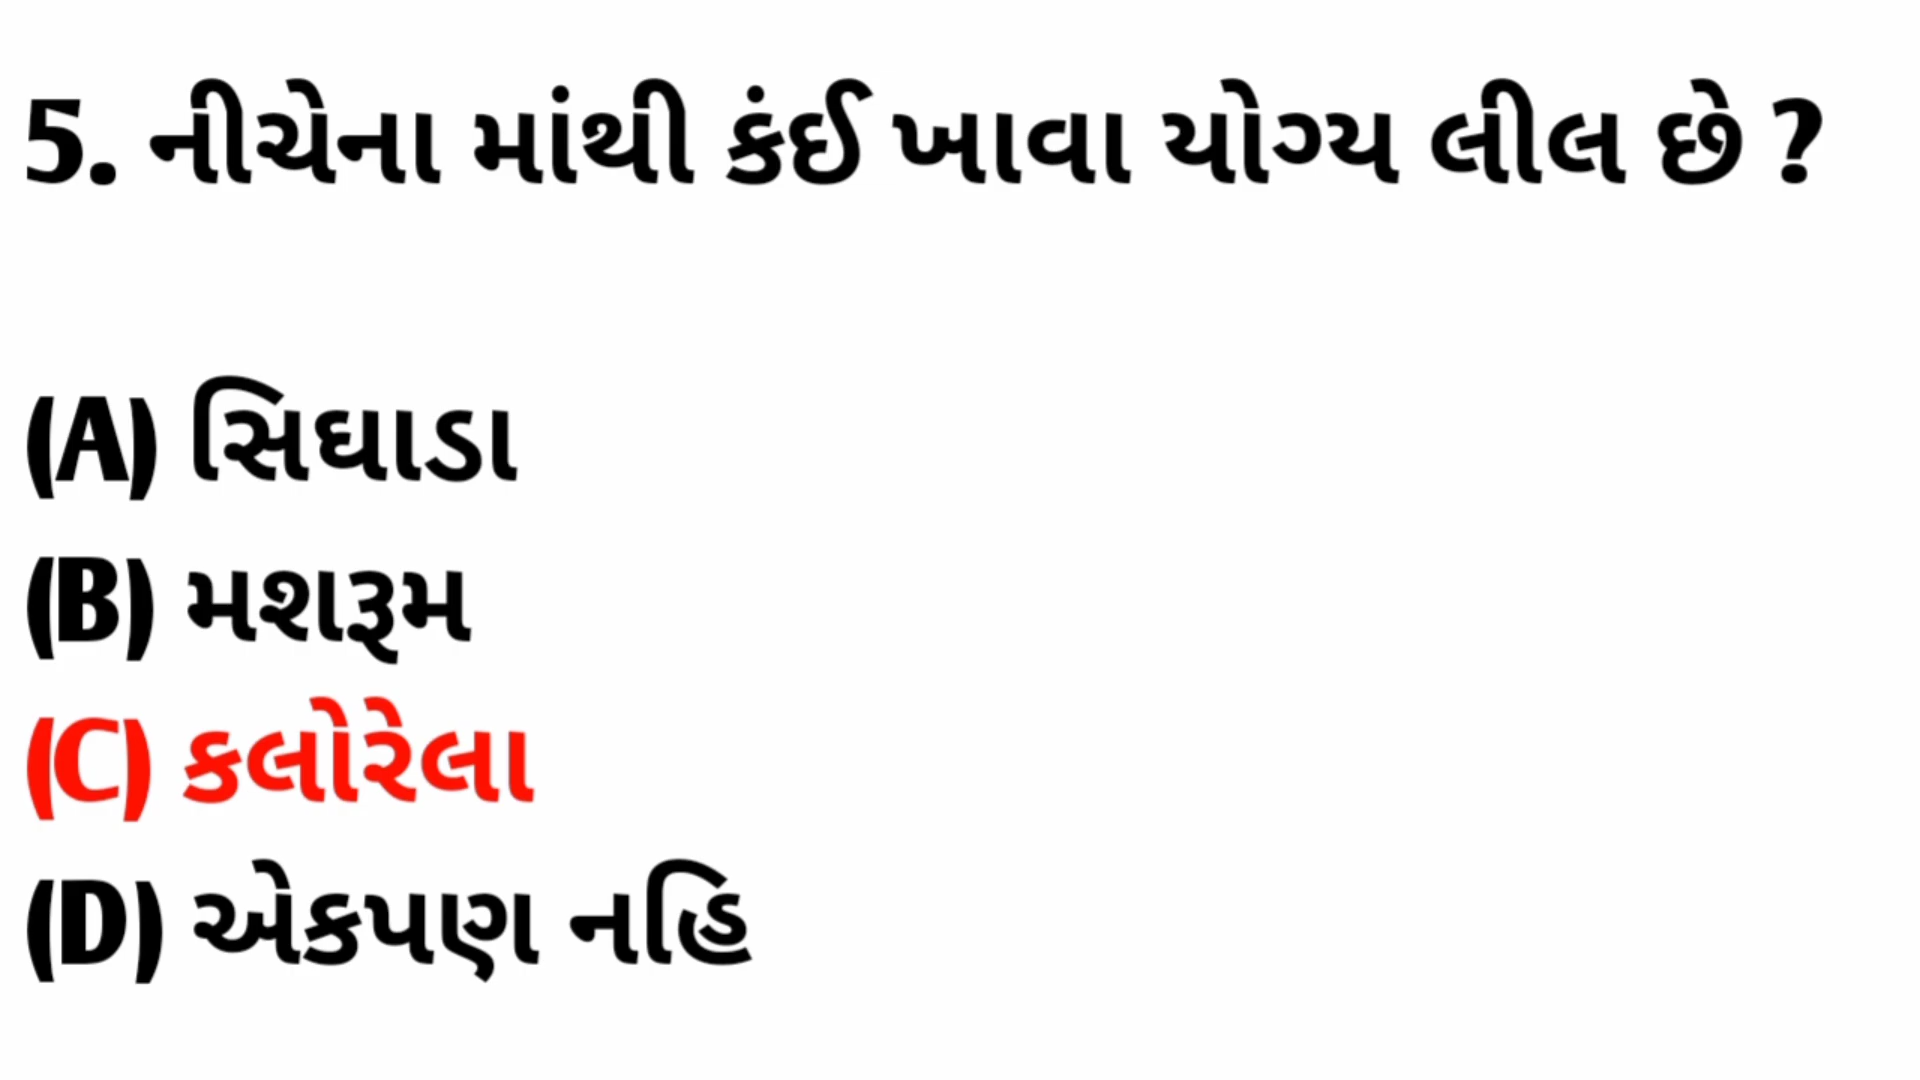 5. નીચેના માંથી કંઈ ખાવા યોગ્ય લીલ છે ?
(A) સિઘાડા
(B) મશરૂમ
(C) કલોરેલા
(D) એકપણ નહિ